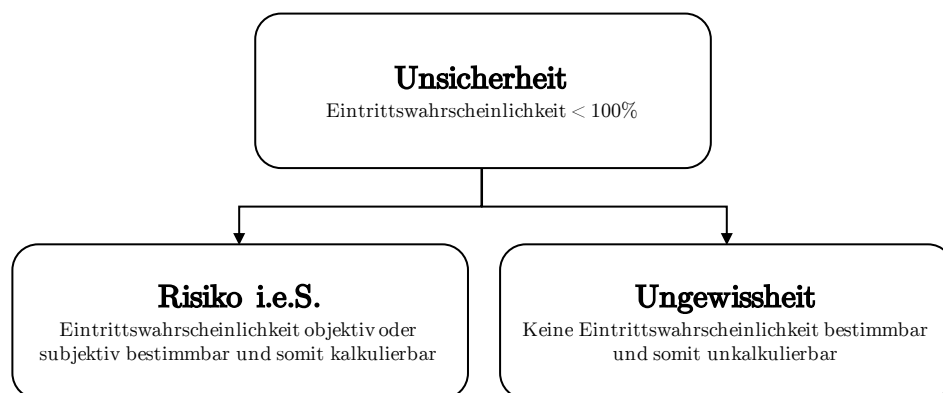 Unsicherheit
Eintrittswahrscheinlichkeit < 100%
Risiko i.e.S.
Eintrittswahrscheinlichkeit objektiv oder
subjektiv bestimmbar und somit kalkulierbar
Ungewissheit
Keine Eintrittswahrscheinlichkeit bestimmbar
und somit unkalkulierbar